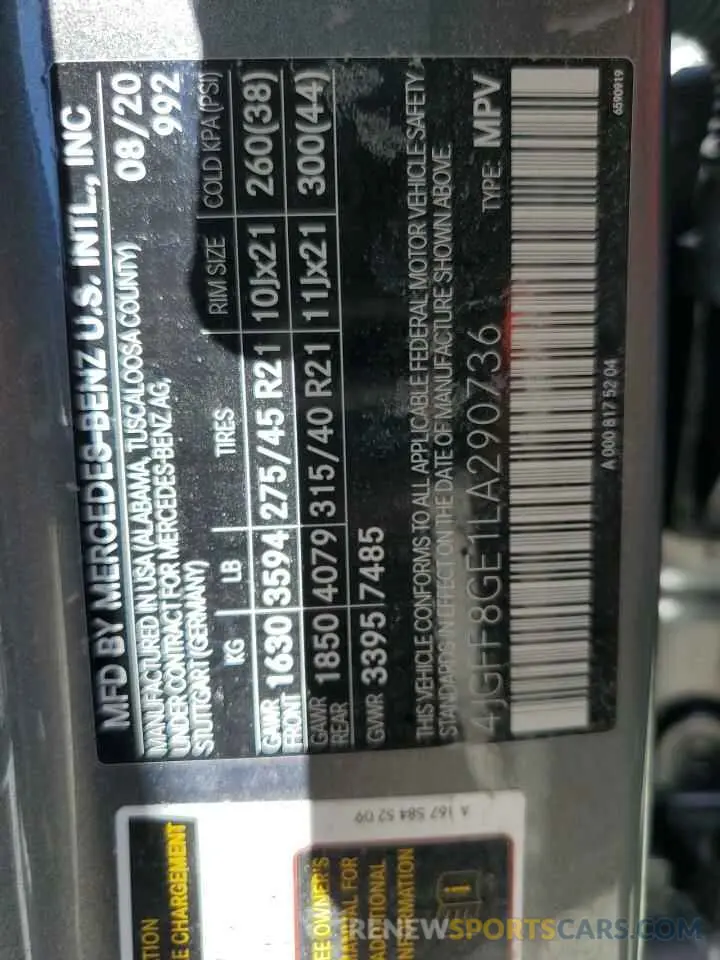 MFD BY MERCEDES-BENZ U.S. INTL., INC
MANUFACTURED IN USA (ALABAMA, TUSCALOOSA COUNTY) 08/20
UNDER CONTRACT FOR MERCEDES-BENZ AG, 992
STUTTGART (GERMANY)
KG LB TIRES RIM SIZE COLD KPA (PSI)
GAWR FRONT 1630 3594 275/45 R21 10Jx21 260(38)
GAWR REAR 1850 4079 315/40 R21 11Jx21 300(44)
GVWR 3395 7485
THIS VEHICLE CONFORMS TO ALL APPLICABLE FEDERAL MOTOR VEHICLE SAFETY
STANDARDS IN EFFECT ON THE DATE OF MANUFACTURE SHOWN ABOVE.
4JGFF8GE1LA290736 TYPE: MPV
A 000 817 52 04
6590919
A 167 584 52 09
TION
E CHARGEMENT
EE OWNER'S
MANUAL FOR
ADDITIONAL
INFORMATION
RENEWSPORTSCARS.COM